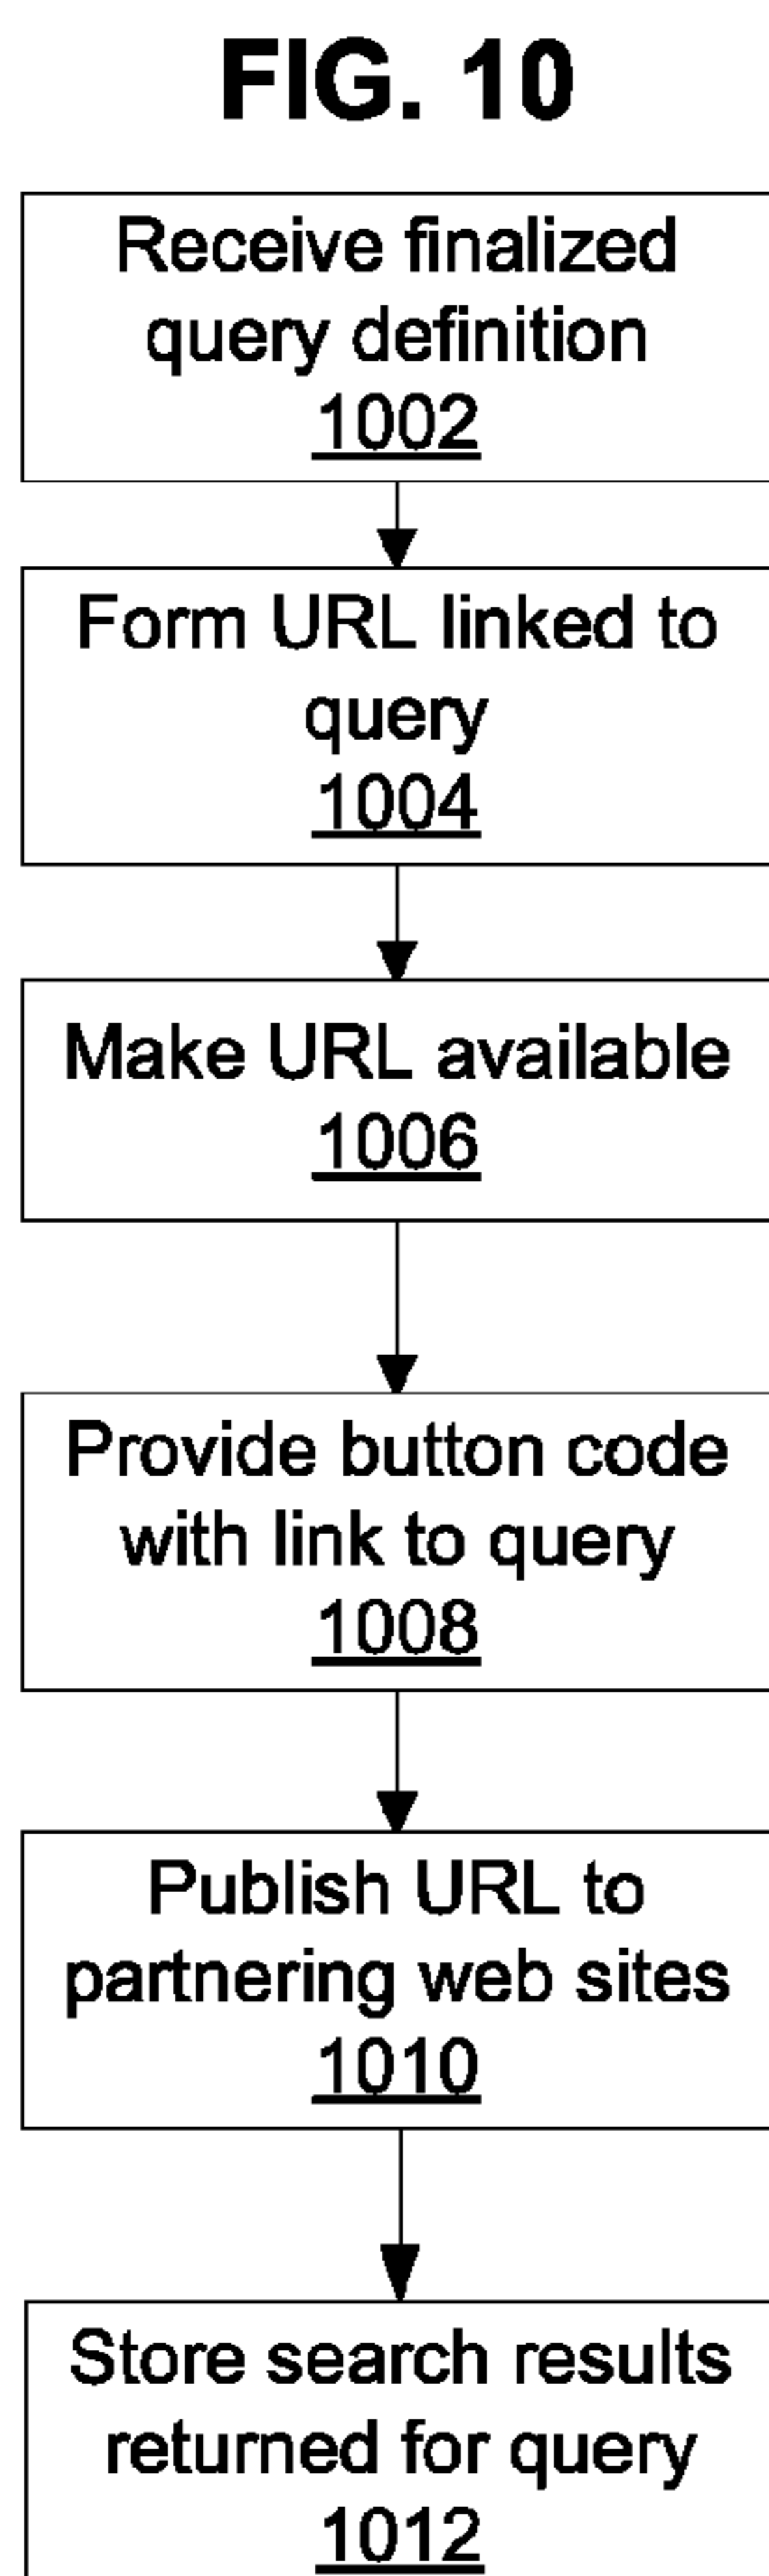 FIG. 10
Receive finalized
query definition
1002
Form URL linked to
query
1004
Make URL available
1006
Provide button code
with link to query
1008
Publish URL to
partnering web sites
1010
Store search results
returned for query
1012